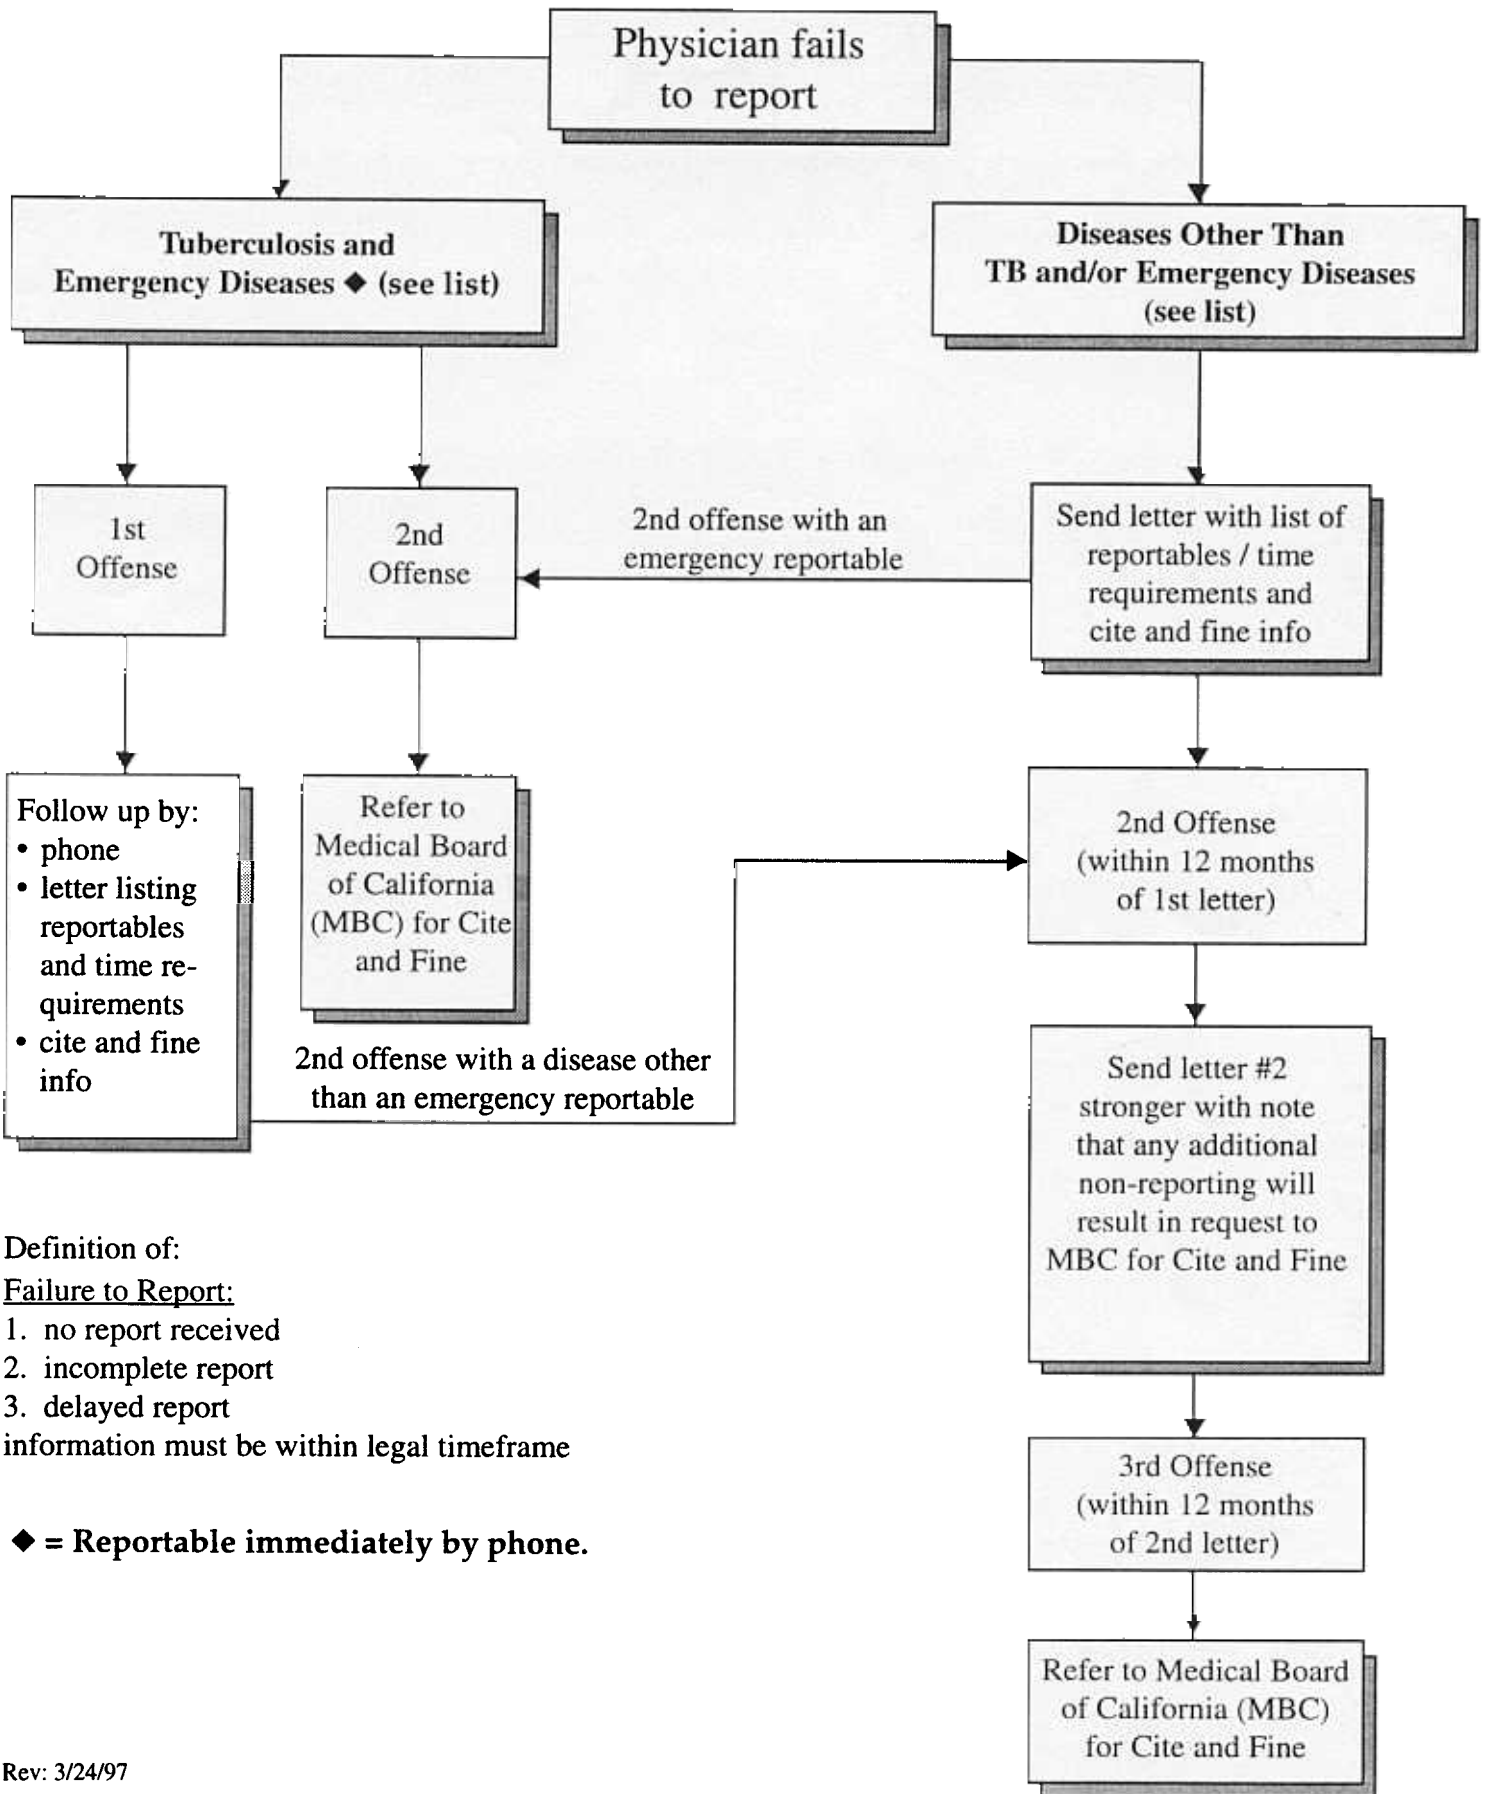 Physician fails
to report
Tuberculosis and
Emergency Diseases ◆ (see list)
Diseases Other Than
TB and/or Emergency Diseases
(see list)
1st
Offense
2nd
Offense
2nd offense with an
emergency reportable
Send letter with list of
reportables / time
requirements and
cite and fine info
Follow up by:
• phone
• letter listing
reportables
and time re-
quirements
• cite and fine
info
Refer to
Medical Board
of California
(MBC) for Cite
and Fine
2nd offense with a disease other
than an emergency reportable
2nd Offense
(within 12 months
of 1st letter)
Send letter #2
stronger with note
that any additional
non-reporting will
result in request to
MBC for Cite and Fine
3rd Offense
(within 12 months
of 2nd letter)
Refer to Medical Board
of California (MBC)
for Cite and Fine
Definition of:
Failure to Report:
1. no report received
2. incomplete report
3. delayed report
information must be within legal timeframe
◆ = Reportable immediately by phone.
Rev: 3/24/97